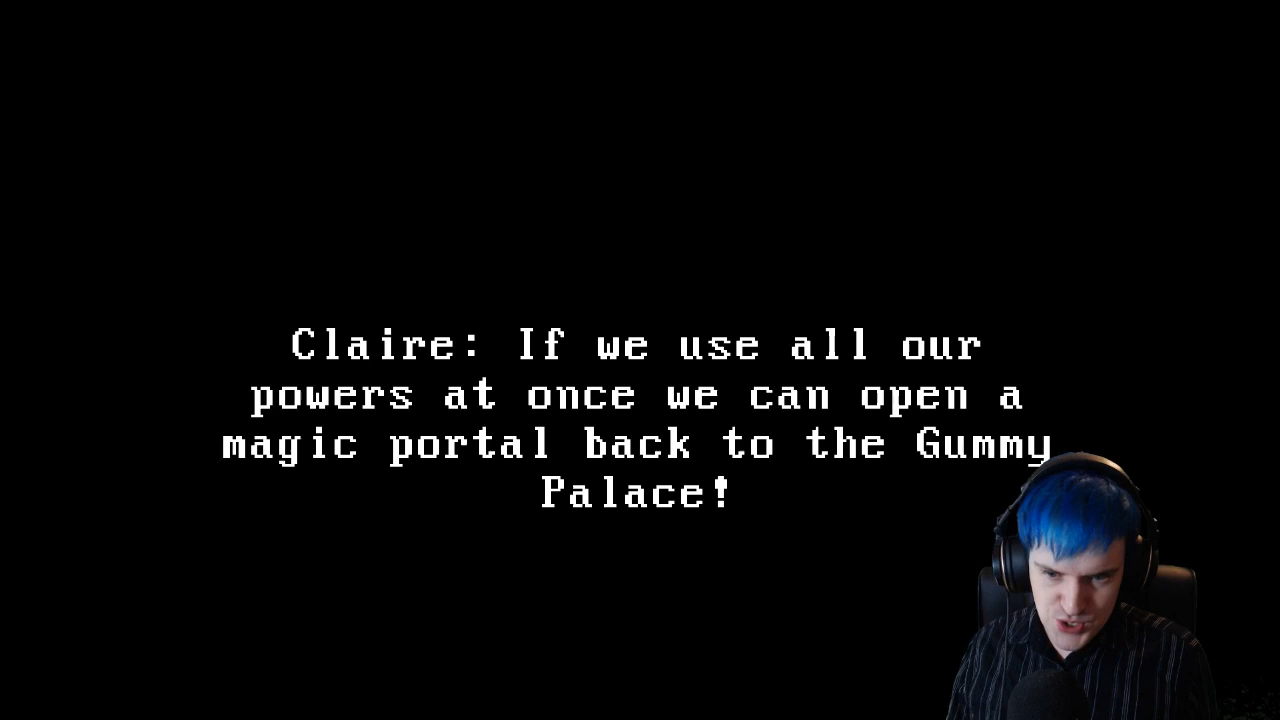 Claire: If we use all our
powers at once we can open a
magic portal back to the Gummy
Palace!